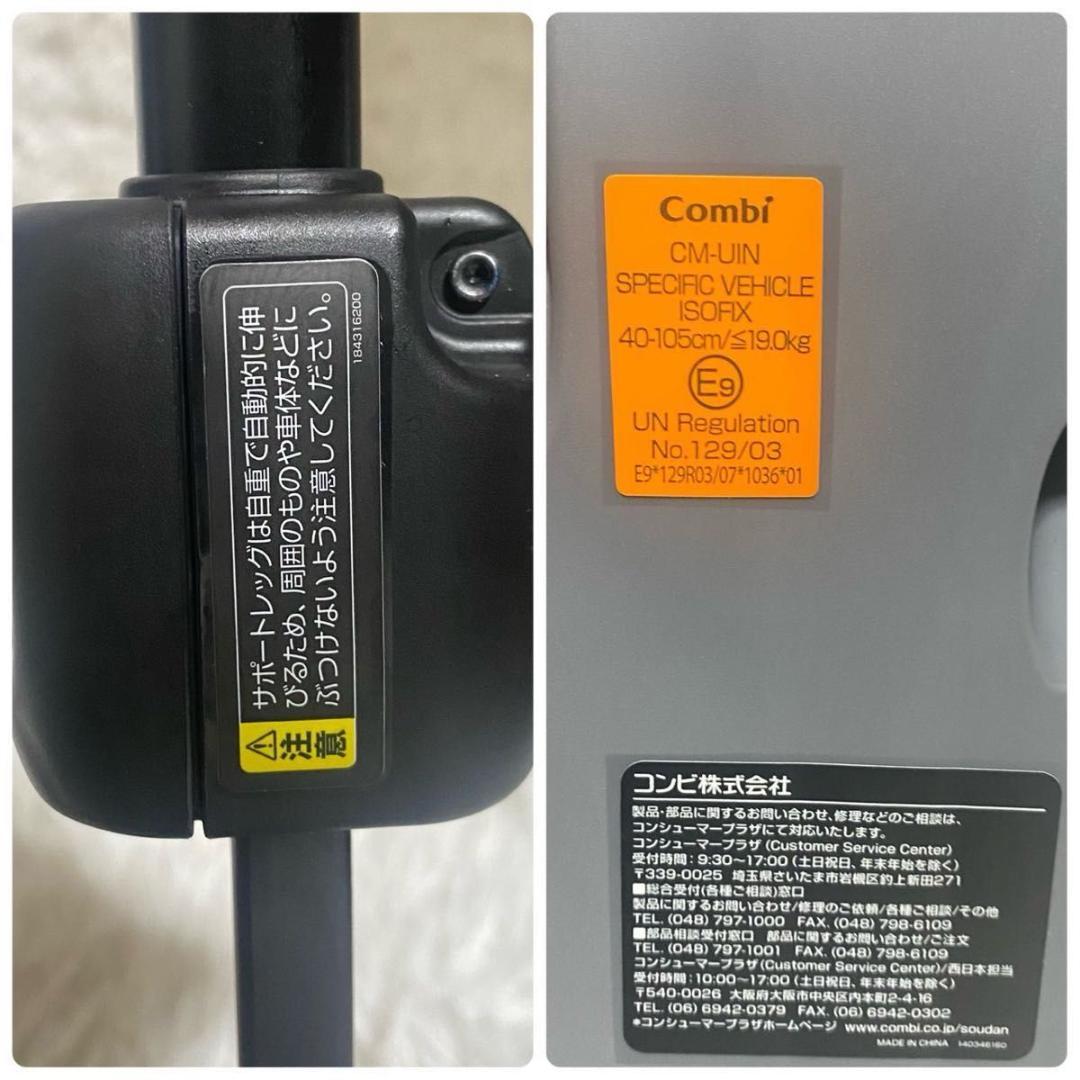 ⚠注意
サポートレッグは自重で自動的に伸
びるため、周囲のものや車体などに
ぶつけないよう注意してください。
184316200
Combi
CM-UIN
SPECIFIC VEHICLE
ISOFIX
40-105cm/≦19.0kg
E9
UN Regulation
No.129/03
E9*129R03/07*1036*01
コンビ株式会社
製品・部品に関するお問い合わせ、修理などのご相談は、
コンシューマープラザにて対応いたします。
コンシューマープラザ (Customer Service Center)
受付時間:9:30～17:00(土日祝日、年末年始を除く)
〒339-0025 埼玉県さいたま市岩槻区釣上新田271
■総合受付(各種ご相談)窓口
製品に関するお問い合わせ/修理のご依頼/各種ご相談/その他
TEL. (048) 797-1000 FAX. (048) 798-6109
■部品相談受付窓口 部品に関するお問い合わせ/ご注文
TEL. (048) 797-1001 FAX. (048) 798-6109
コンシューマープラザ(Customer Service Center)/西日本担当
受付時間:10:00～17:00(土日祝日、年末年始を除く)
〒540-0026 大阪府大阪市中央区内本町2-4-16
TEL. (06) 6942-0379 FAX. (06) 6942-0302
●コンシューマープラザホームページ www.combi.co.jp/soudan
MADE IN CHINA 140346160